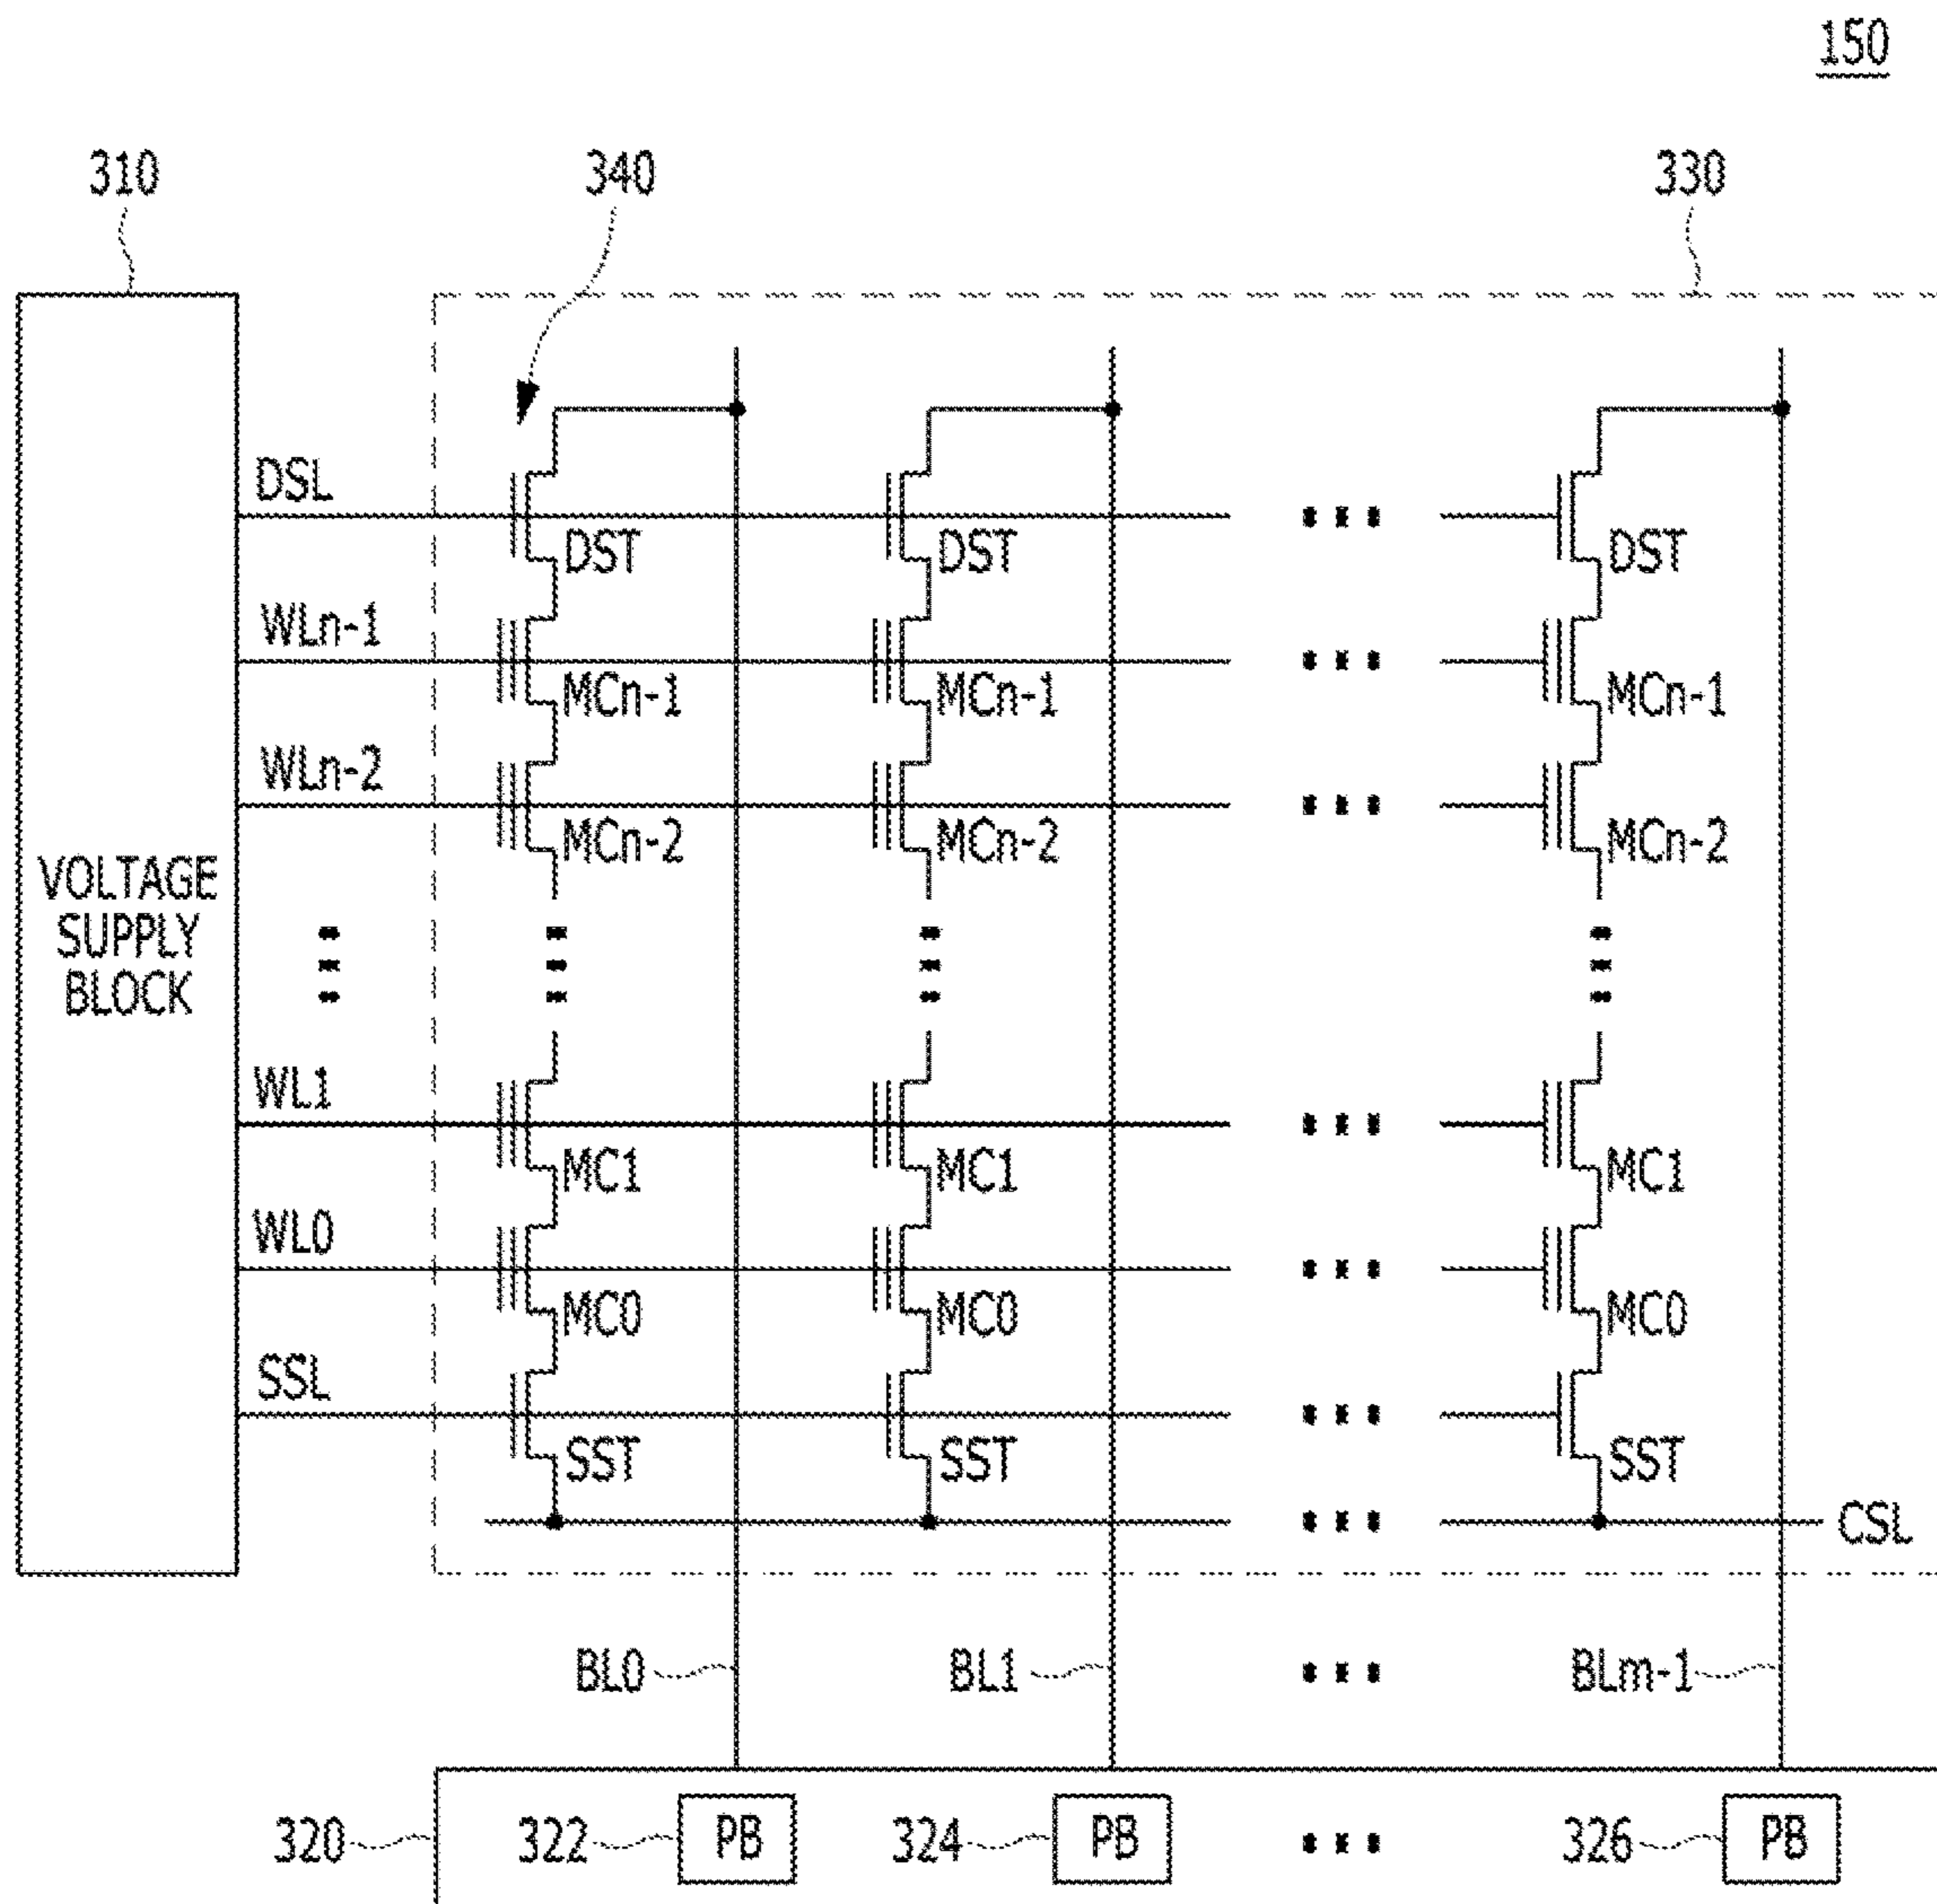 150
310 340 330
DSL
DST DST DST
WLn-1
MCn-1 MCn-1 MCn-1
WLn-2
MCn-2 MCn-2 MCn-2
VOLTAGE
SUPPLY
BLOCK
WL1
MC1 MC1 MC1
WL0
MC0 MC0 MC0
SSL
SST SST SST
CSL
BL0 BL1 BLm-1
320 322 PB 324 PB 326 PB